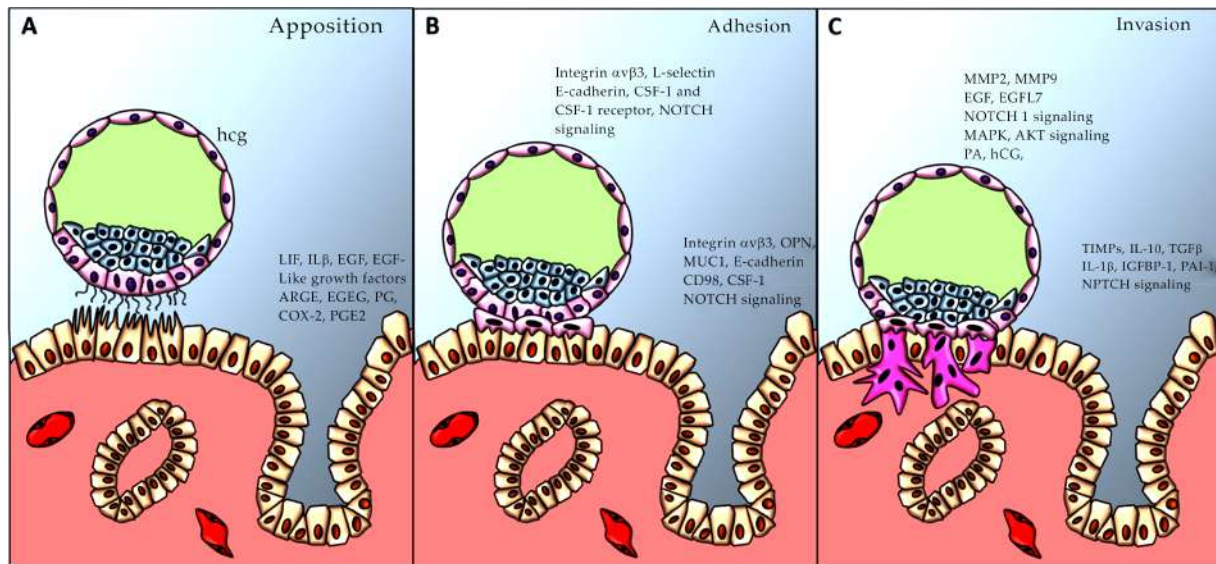 A
Apposition
hcg
LIF, ILβ, EGF, EGF-
Like growth factors
ARGE, EGEG, PG,
COX-2, PGE2
B
Adhesion
Integrin αvβ3, L-selectin
E-cadherin, CSF-1 and
CSF-1 receptor, NOTCH
signaling
Integrin αvβ3, OPN,
MUC1, E-cadherin
CD98, CSF-1
NOTCH signaling
C
Invasion
MMP2, MMP9
EGF, EGFL7
NOTCH 1 signaling
MAPK, AKT signaling
PA, hCG,
TIMPs, IL-10, TGFβ
IL-1β, IGFBP-1, PAI-1β
NPTCH signaling